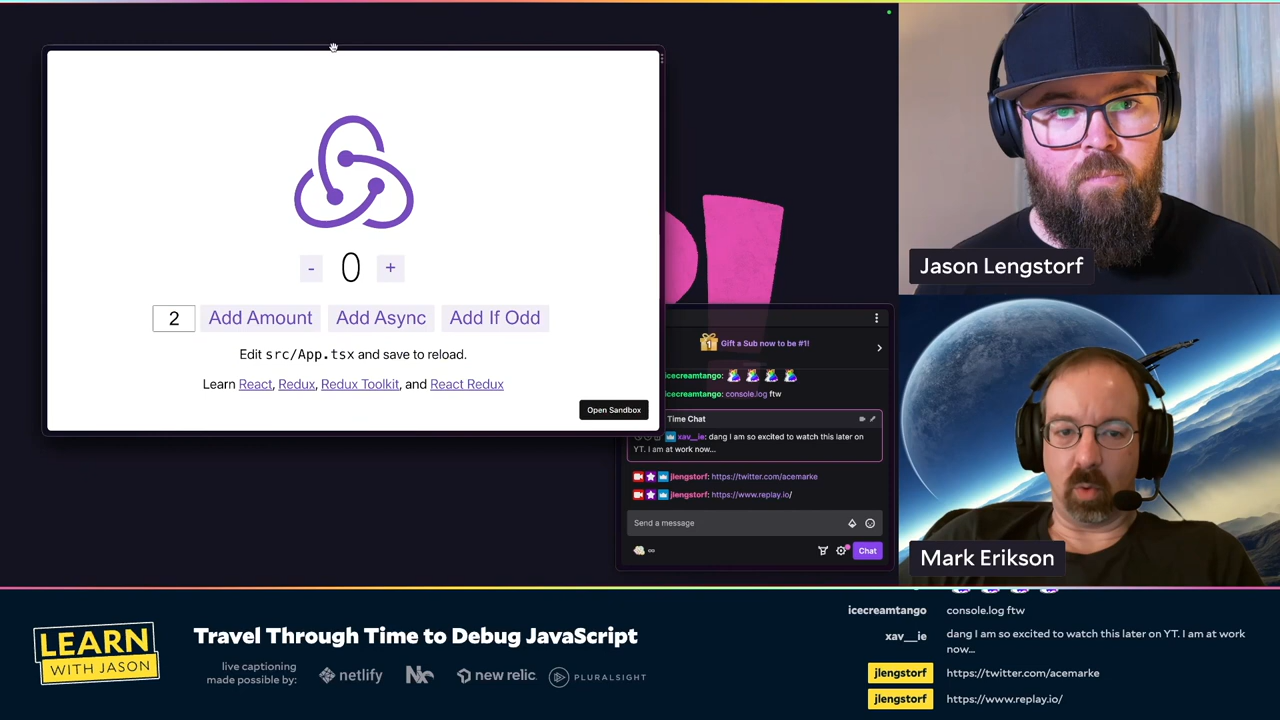 - 0 +
2 Add Amount Add Async Add If Odd
Edit src/App.tsx and save to reload.
Learn React, Redux, Redux Toolkit, and React Redux
Open Sandbox
!
1 Gift a Sub now to be #1!
icecreamtango:
icecreamtango: console.log ftw
Time Chat
xav__ie: dang I am so excited to watch this later on
YT. I am at work now...
jlengstorf: https://twitter.com/acemarke
jlengstorf: https://www.replay.io/
Send a message
∞ Chat
Jason Lengstorf
Mark Erikson
LEARN
WITH JASON
Travel Through Time to Debug JavaScript
live captioning
made possible by:
netlify
new relic.
PLURALSIGHT
icecreamtango console.log ftw
xav__ie dang I am so excited to watch this later on YT. I am at work
now...
jlengstorf https://twitter.com/acemarke
jlengstorf https://www.replay.io/